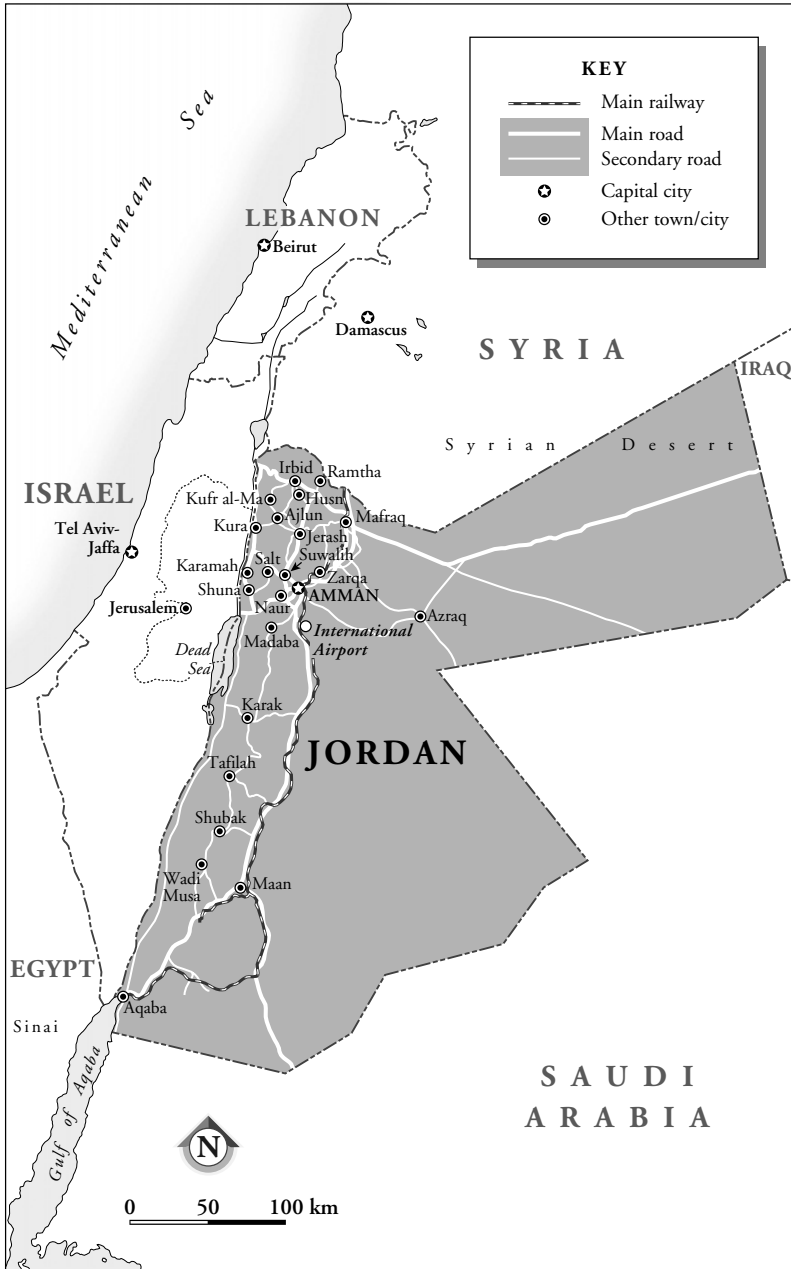 KEY
Main railway
Main road
Secondary road
Capital city
Other town/city
Mediterranean Sea
LEBANON
Beirut
Damascus
SYRIA
IRAQ
Syrian Desert
ISRAEL
Tel Aviv-
Jaffa
Jerusalem
Irbid
Ramtha
Kufr al-Ma
Husn
Ajlun
Mafraq
Kura
Jerash
Suwalih
Karamah
Salt
Zarqa
Shuna
AMMAN
Naur
Azraq
Madaba
International
Airport
Dead
Sea
Karak
JORDAN
Tafilah
Shubak
Wadi
Musa
Maan
EGYPT
Aqaba
Sinai
Gulf of Aqaba
SAUDI
ARABIA
N
0 50 100 km